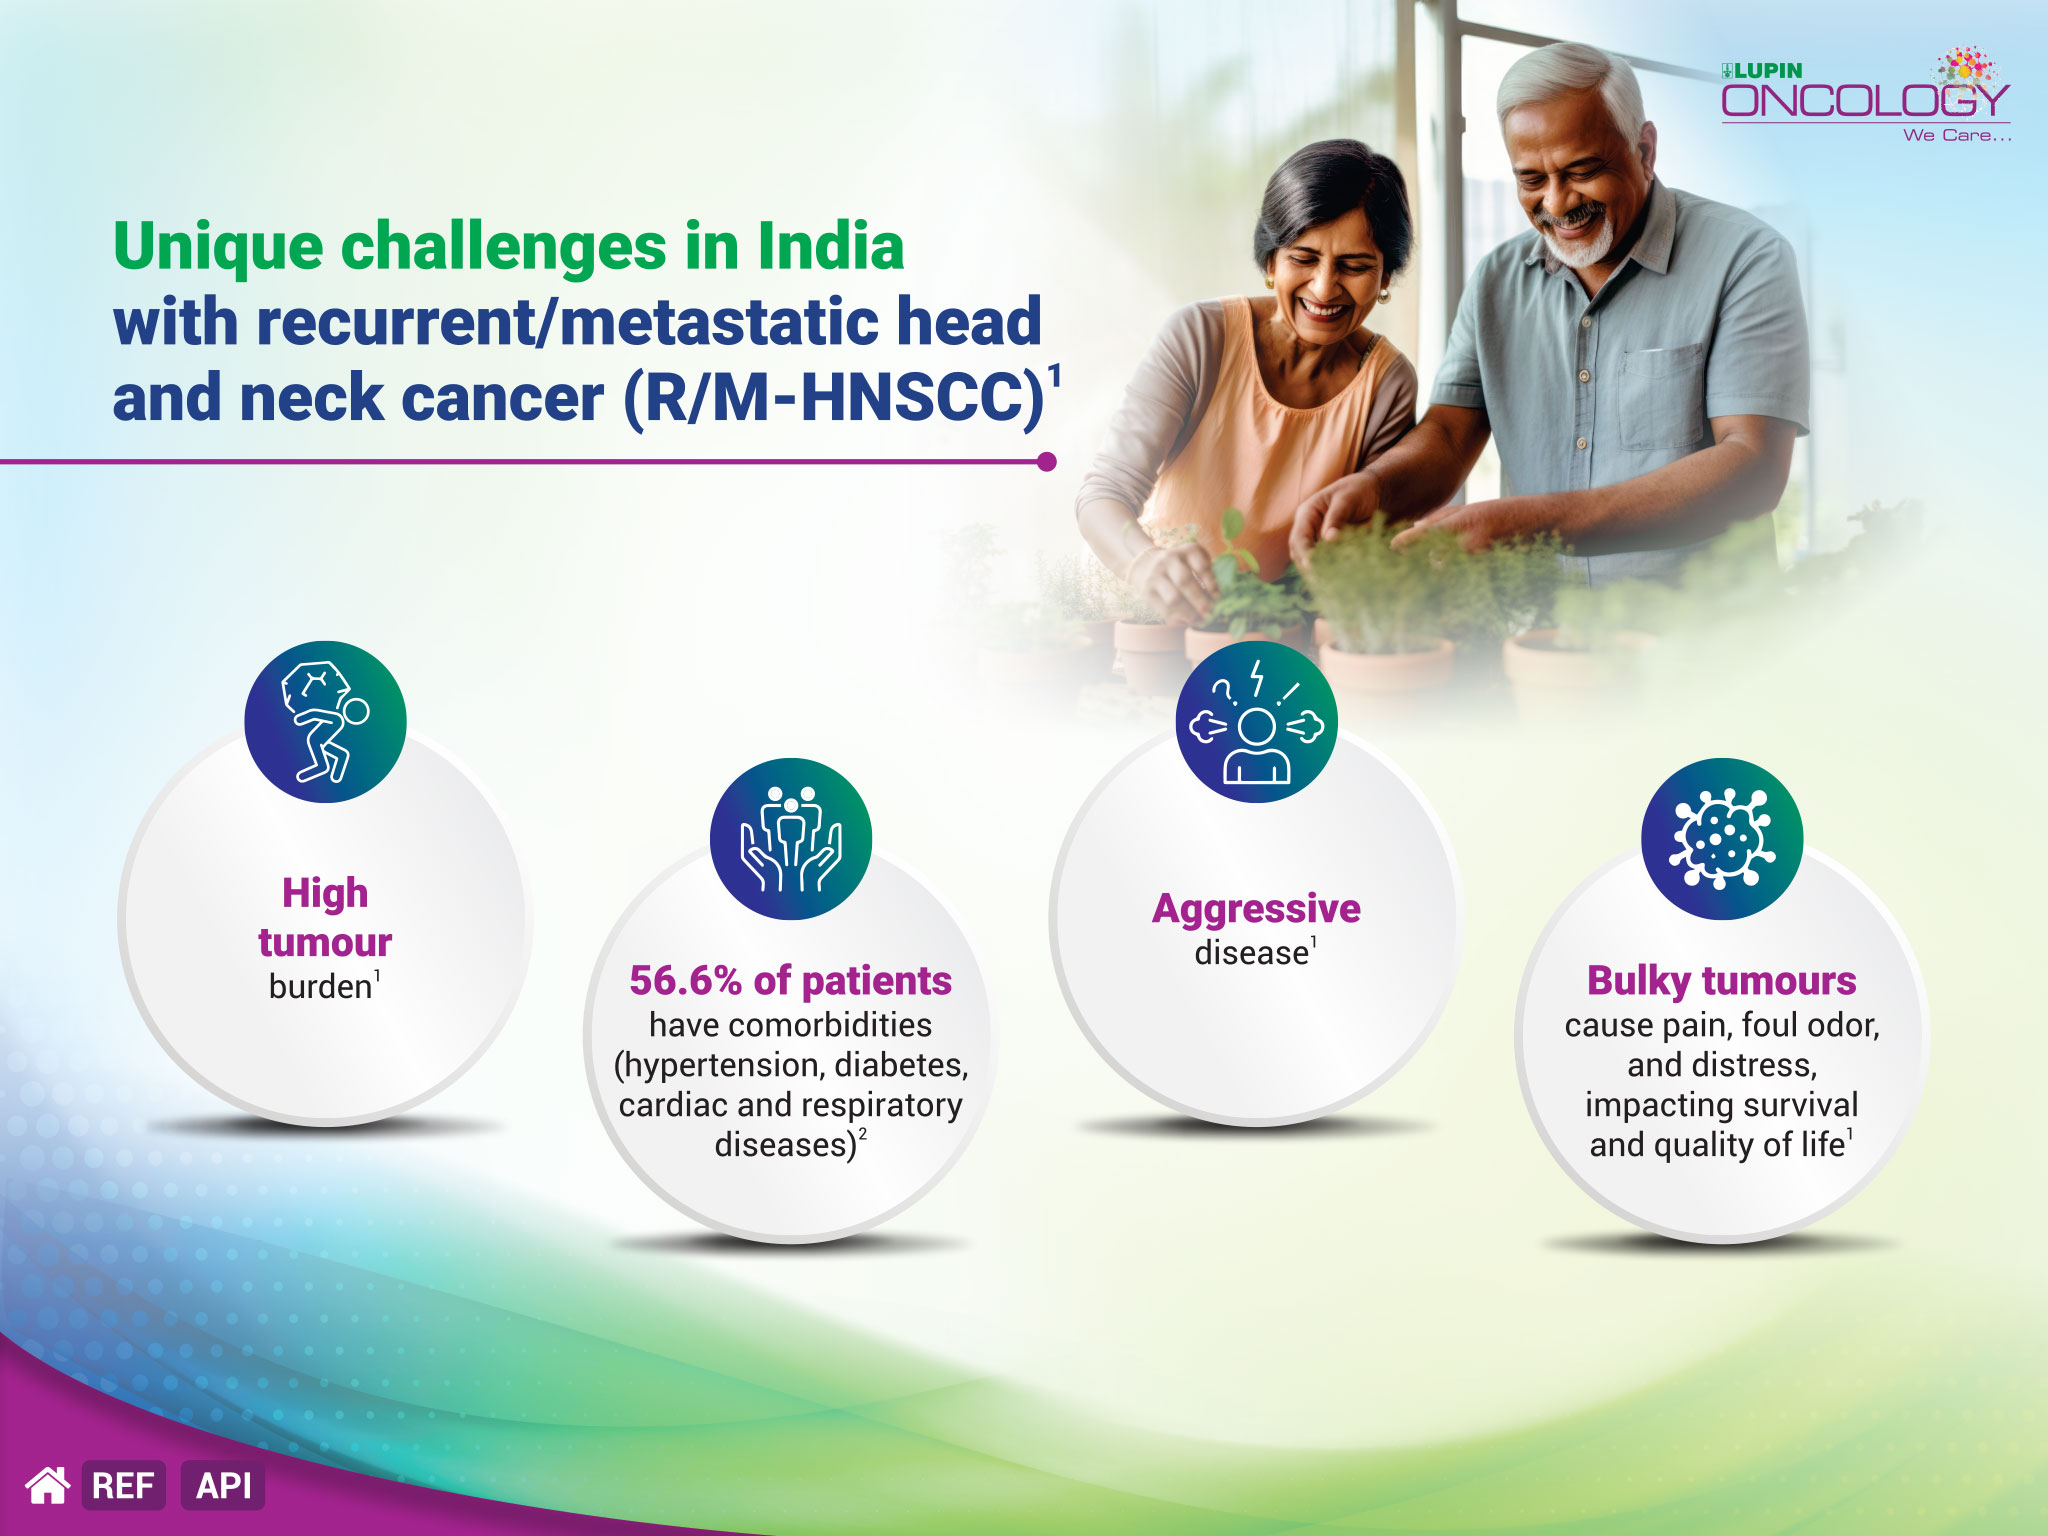 LUPIN
ONCOLOGY
We Care...
Unique challenges in India
with recurrent/metastatic head
and neck cancer (R/M-HNSCC)1
High
tumour
burden1
56.6% of patients
have comorbidities
(hypertension, diabetes,
cardiac and respiratory
diseases)2
Aggressive
disease1
Bulky tumours
cause pain, foul odor,
and distress,
impacting survival
and quality of life1
REF
API